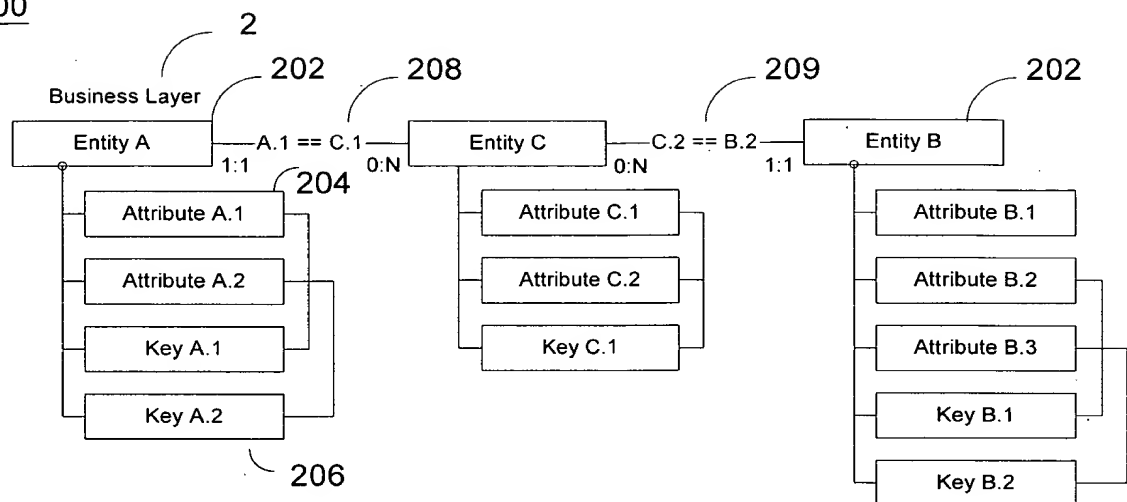 00
2
202
208
209
202
Business Layer
Entity A
A.1 == C.1
Entity C
C.2 == B.2
Entity B
1:1
0:N
0:N
1:1
204
Attribute A.1
Attribute C.1
Attribute B.1
Attribute A.2
Attribute C.2
Attribute B.2
Key A.1
Key C.1
Attribute B.3
Key A.2
Key B.1
206
Key B.2